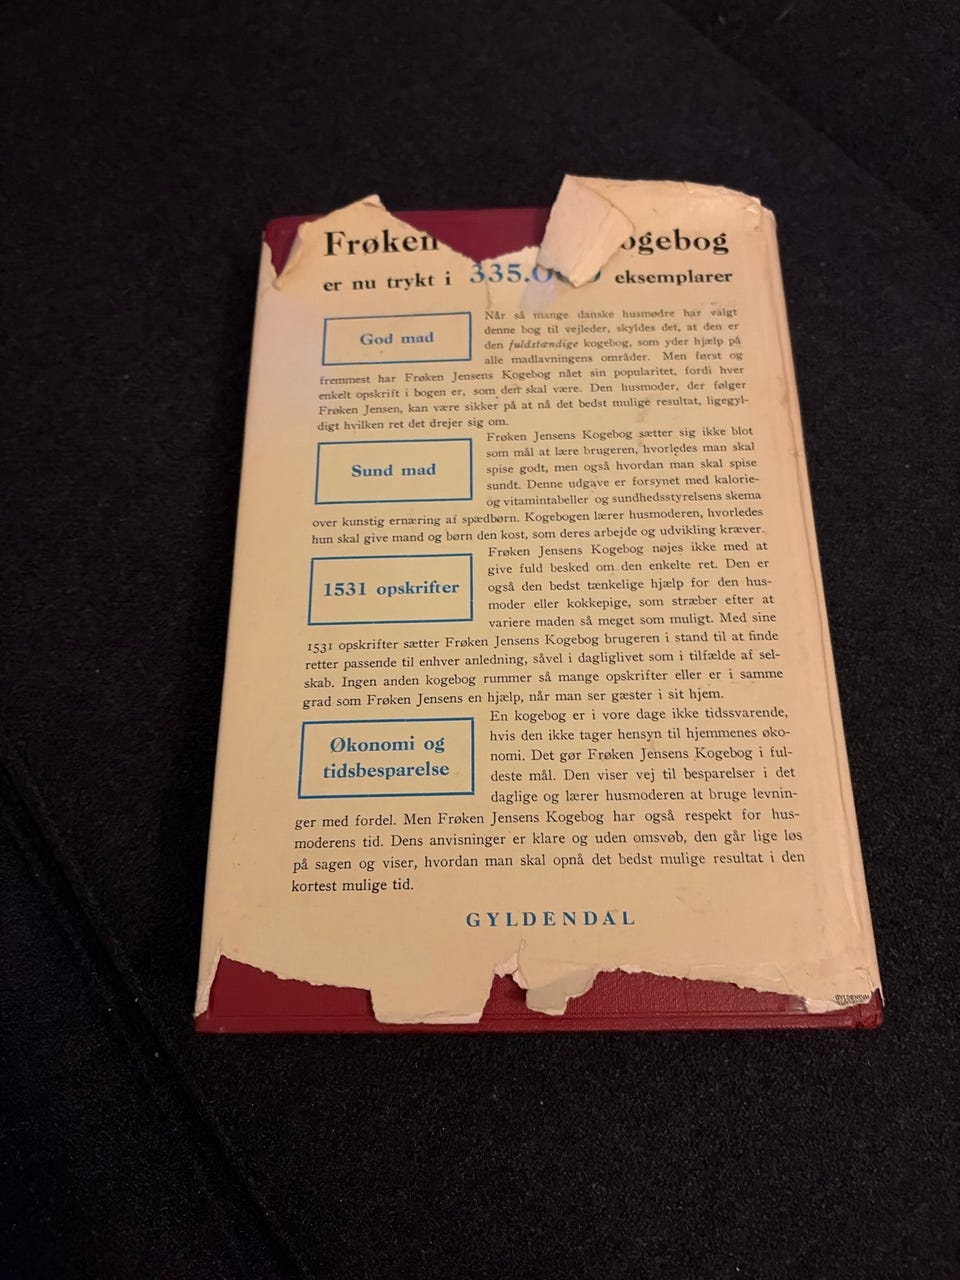 Frøken ogebog
er nu trykt i 335.0 eksemplarer
God mad
Når så mange danske husmødre har valgt
denne bog til vejleder, skyldes det, at den er
den fuldstændige kogebog, som yder hjælp på
alle madlavningens områder. Men først og
fremmest har Frøken Jensens Kogebog nået sin popularitet, fordi hver
enkelt opskrift i bogen er, som den skal være. Den husmoder, der følger
Frøken Jensen, kan være sikker på at nå det bedst mulige resultat, ligegyl-
digt hvilken ret det drejer sig om.
Sund mad
Frøken Jensens Kogebog sætter sig ikke blot
som mål at lære brugeren, hvorledes man skal
spise godt, men også hvordan man skal spise
sundt. Denne udgave er forsynet med kalorie-
og vitamintabeller og sundhedsstyrelsens skema
over kunstig ernæring af spædbørn. Kogebogen lærer husmoderen, hvorledes
hun skal give mand og børn den kost, som deres arbejde og udvikling kræver.
1531 opskrifter
Frøken Jensens Kogebog nøjes ikke med at
give fuld besked om den enkelte ret. Den er
også den bedst tænkelige hjælp for den hus-
moder eller kokkepige, som stræber efter at
variere maden så meget som muligt. Med sine
1531 opskrifter sætter Frøken Jensens Kogebog brugeren i stand til at finde
retter passende til enhver anledning, såvel i dagliglivet som i tilfælde af sel-
skab. Ingen anden kogebog rummer så mange opskrifter eller er i samme
grad som Frøken Jensens en hjælp, når man ser gæster i sit hjem.
Økonomi og
tidsbesparelse
En kogebog er i vore dage ikke tidssvarende,
hvis den ikke tager hensyn til hjemmenes øko-
nomi. Det gør Frøken Jensens Kogebog i ful-
deste mål. Den viser vej til besparelser i det
daglige og lærer husmoderen at bruge levnin-
ger med fordel. Men Frøken Jensens Kogebog har også respekt for hus-
moderens tid. Dens anvisninger er klare og uden omsvøb, den går lige løs
på sagen og viser, hvordan man skal opnå det bedst mulige resultat i den
kortest mulige tid.
GYLDENDAL